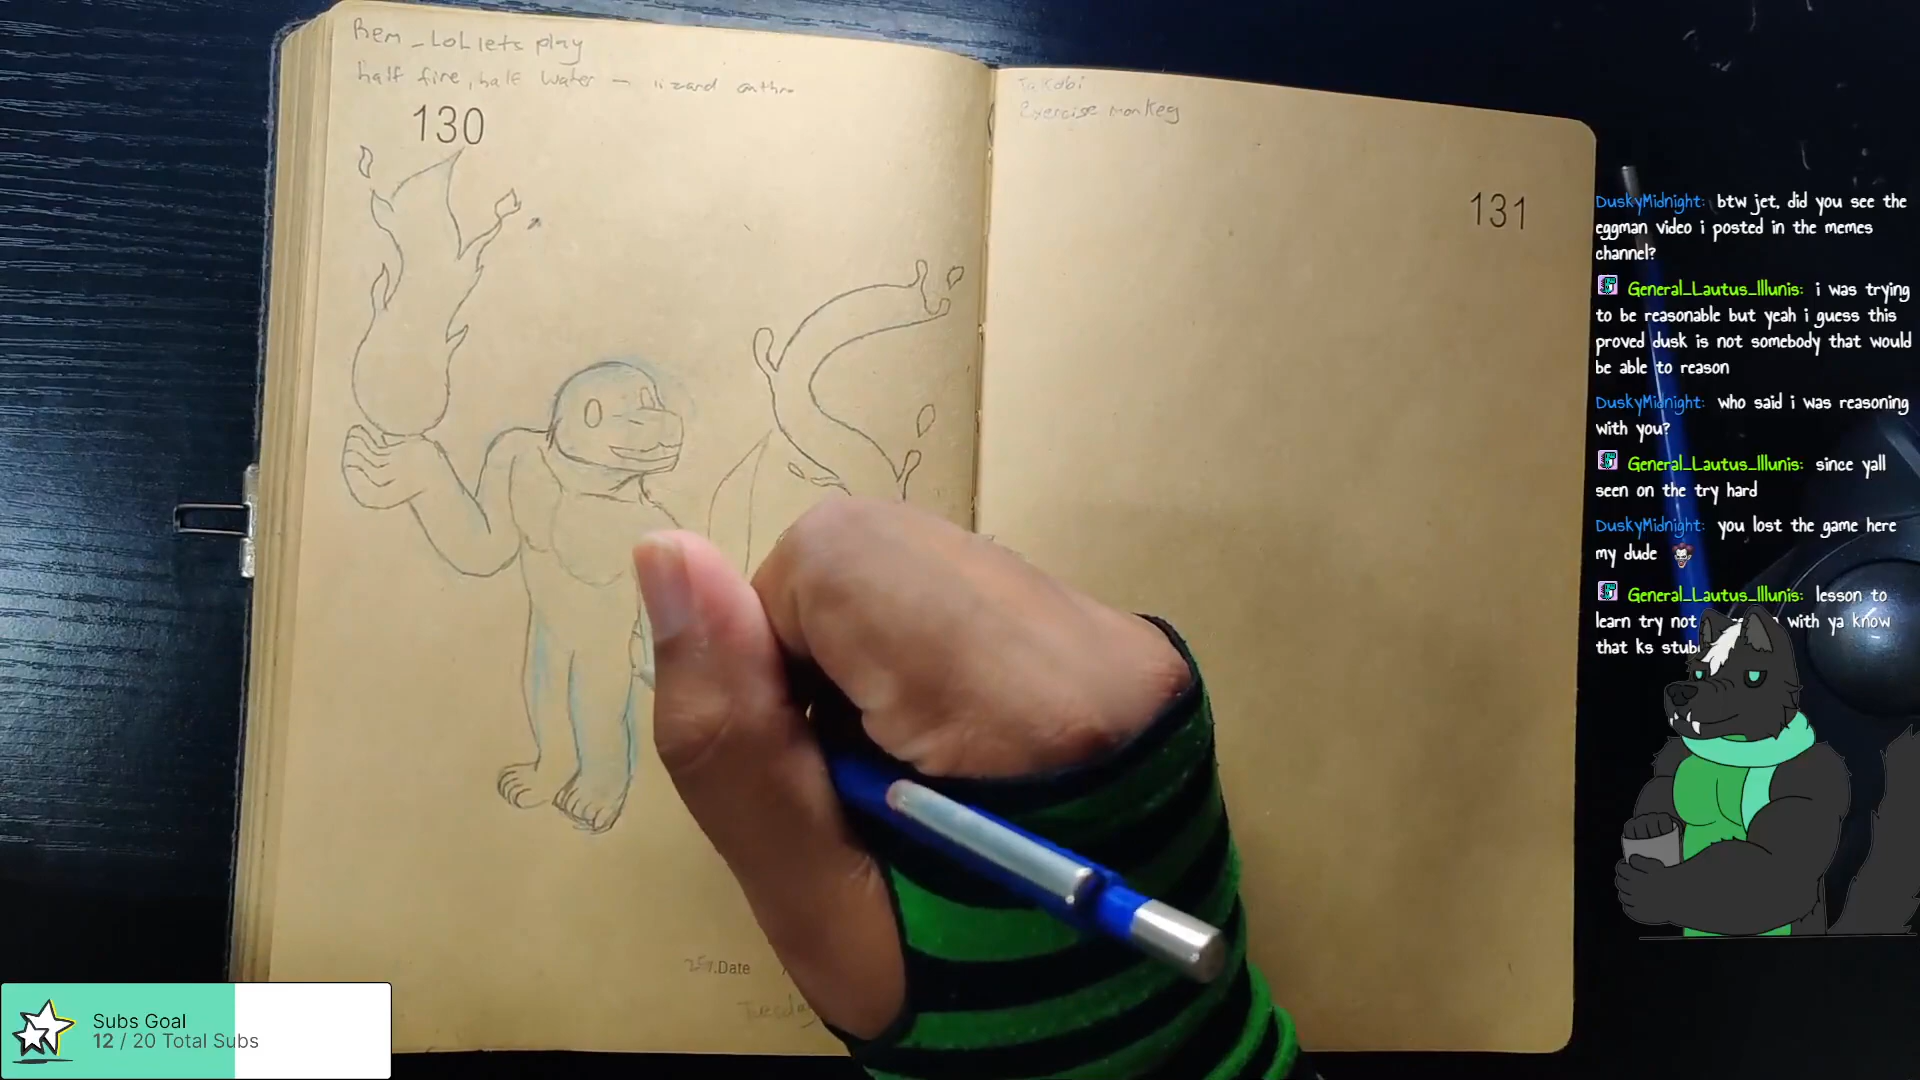 Rem_LoL lets play
half fire, half water - lizard anthro
130
Takobi
Exercise monkey
131
DuskyMidnight: btw jet, did you see the
eggman video i posted in the memes
channel?
General_Lautus_Illunis: i was trying
to be reasonable but yeah i guess this
proved dusk is not somebody that would
be able to reason
DuskyMidnight: who said i was reasoning
with you?
General_Lautus_Illunis: since yall
seen on the try hard
DuskyMidnight: you lost the game here
my dude
General_Lautus_Illunis: lesson to
learn try not with ya know
that ks
.Date
Subs Goal
12 / 20 Total Subs